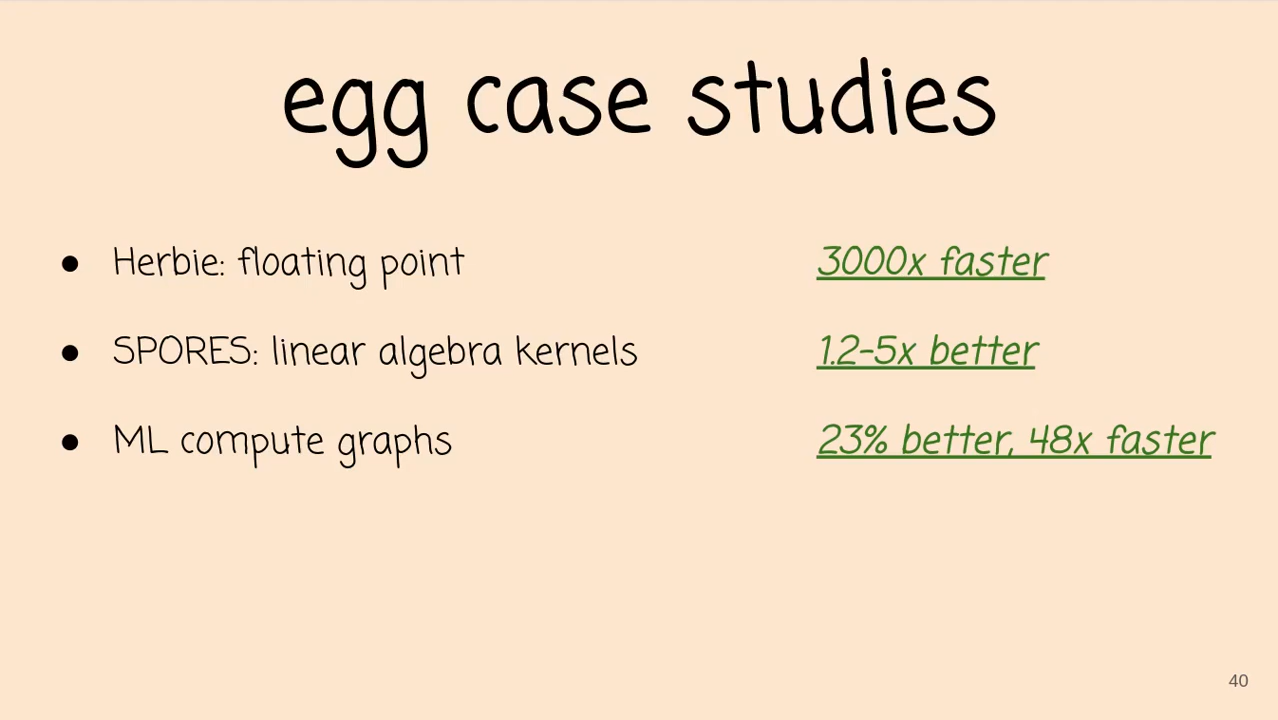 egg case studies
● Herbie: floating point 3000x faster
● SPORES: linear algebra kernels 1.2-5x better
● ML compute graphs 23% better, 48x faster
40